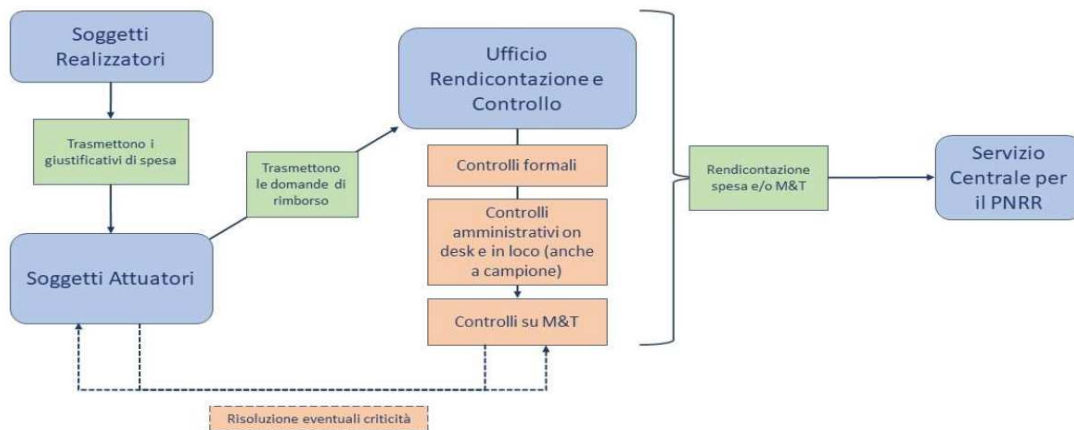 Soggetti
Realizzatori
Trasmettono i
giustificativi di spesa
Soggetti Attuatori
Trasmettono
le domande di
rimborso
Ufficio
Rendicontazione e
Controllo
Controlli formali
Controlli
amministrativi on
desk e in loco (anche
a campione)
Controlli su M&T
Risoluzione eventuali criticità
Rendicontazione
spesa e/o M&T
Servizio
Centrale per
il PNRR